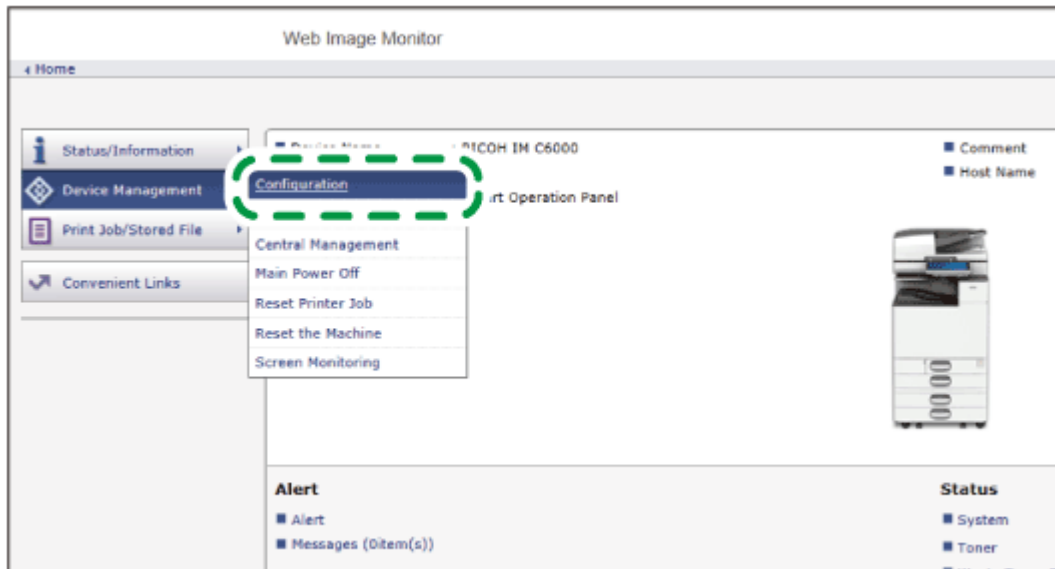 Web Image Monitor
Home
Status/Information
Device Management
Print Job/Stored File
Convenient Links
Configuration
Central Management
Main Power Off
Reset Printer Job
Reset the Machine
Screen Monitoring
Device Name : RICOH IM C6000
Operation Panel
Comment
Host Name
Alert
Alert
Messages (0item(s))
Status
System
Toner